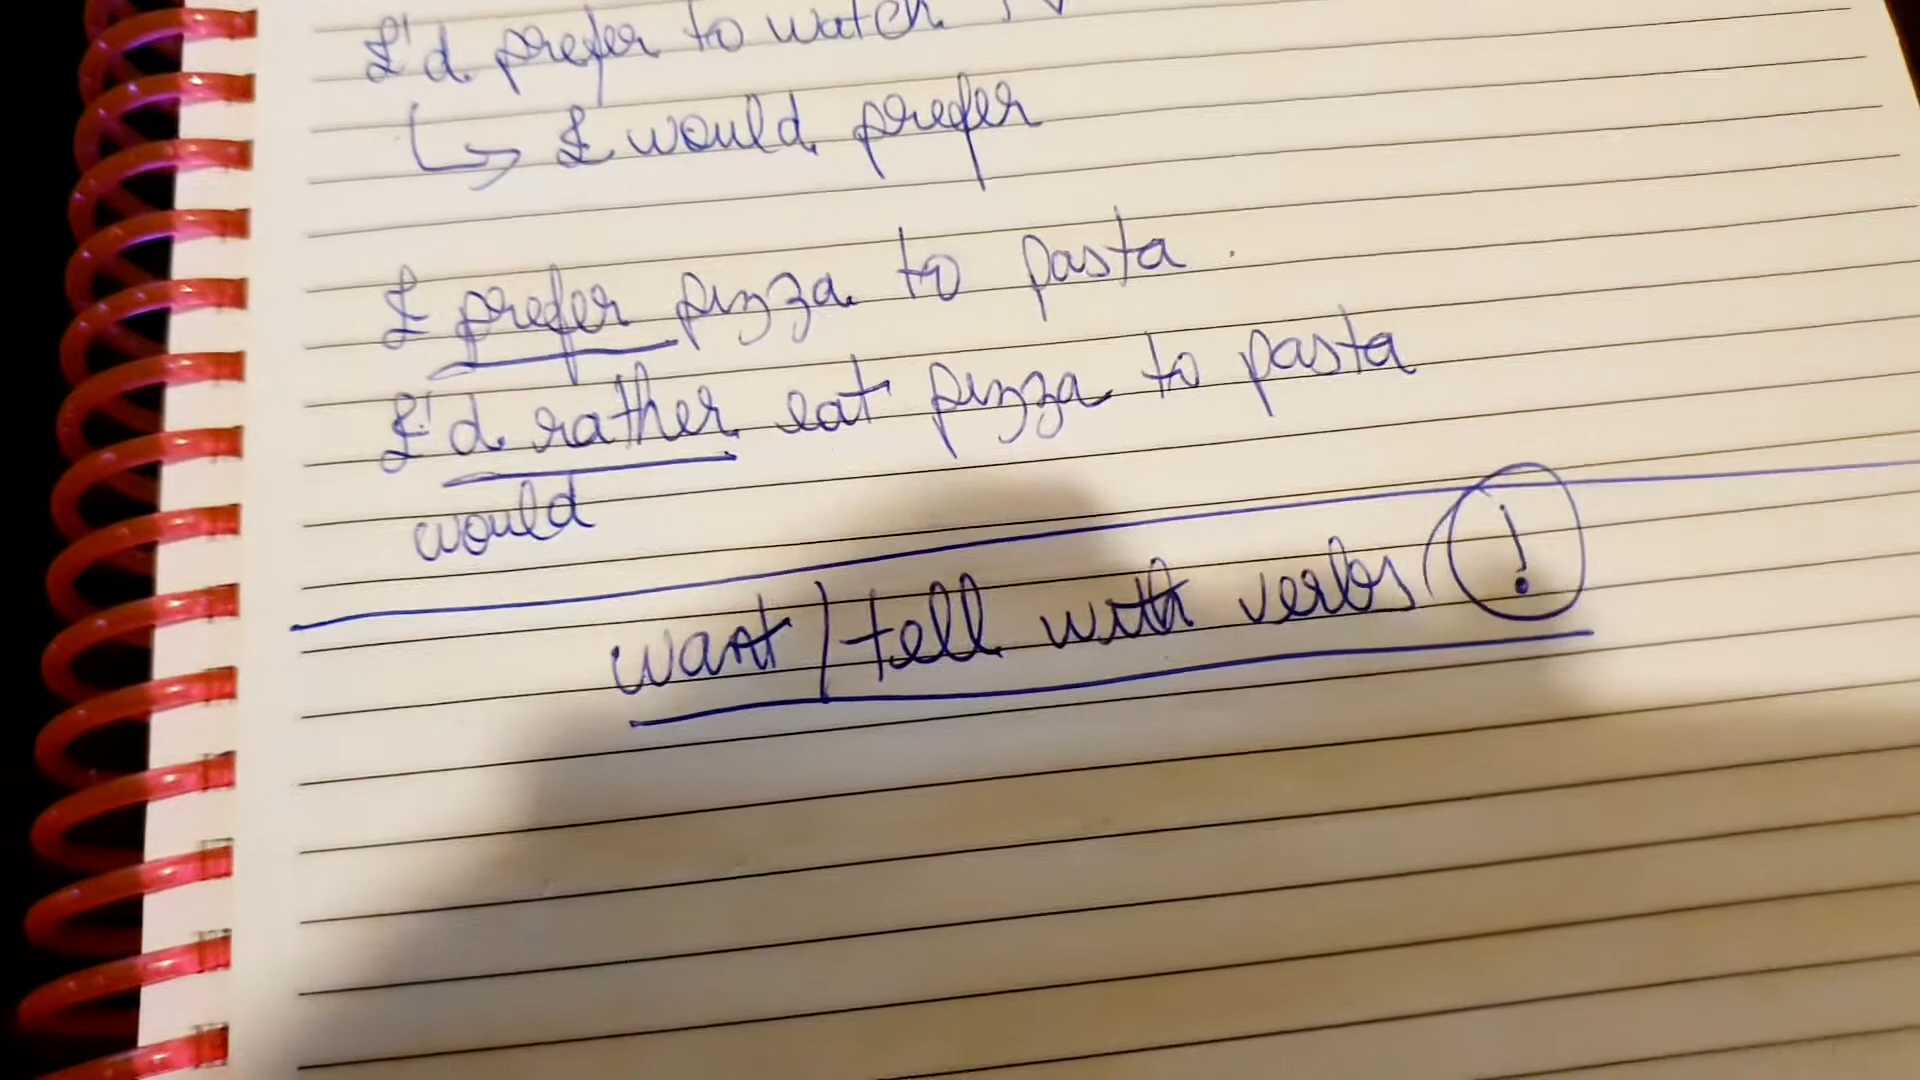 I'd prefer to watch TV
↳ I would prefer
I prefer pizza to pasta.
I'd rather eat pizza to pasta
would
want/tell with verbs !